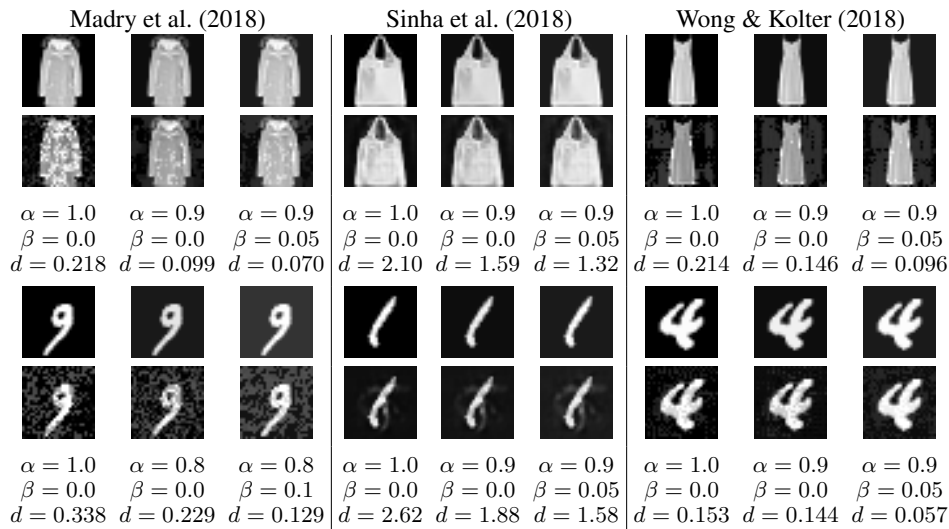 Madry et al. (2018) Sinha et al. (2018) Wong & Kolter (2018)
α = 1.0 α = 0.9 α = 0.9 α = 1.0 α = 0.9 α = 0.9 α = 1.0 α = 0.9 α = 0.9
β = 0.0 β = 0.0 β = 0.05 β = 0.0 β = 0.0 β = 0.05 β = 0.0 β = 0.0 β = 0.05
d = 0.218 d = 0.099 d = 0.070 d = 2.10 d = 1.59 d = 1.32 d = 0.214 d = 0.146 d = 0.096
α = 1.0 α = 0.8 α = 0.8 α = 1.0 α = 0.9 α = 0.9 α = 1.0 α = 0.9 α = 0.9
β = 0.0 β = 0.0 β = 0.1 β = 0.0 β = 0.0 β = 0.05 β = 0.0 β = 0.0 β = 0.05
d = 0.338 d = 0.229 d = 0.129 d = 2.62 d = 1.88 d = 1.58 d = 0.153 d = 0.144 d = 0.057